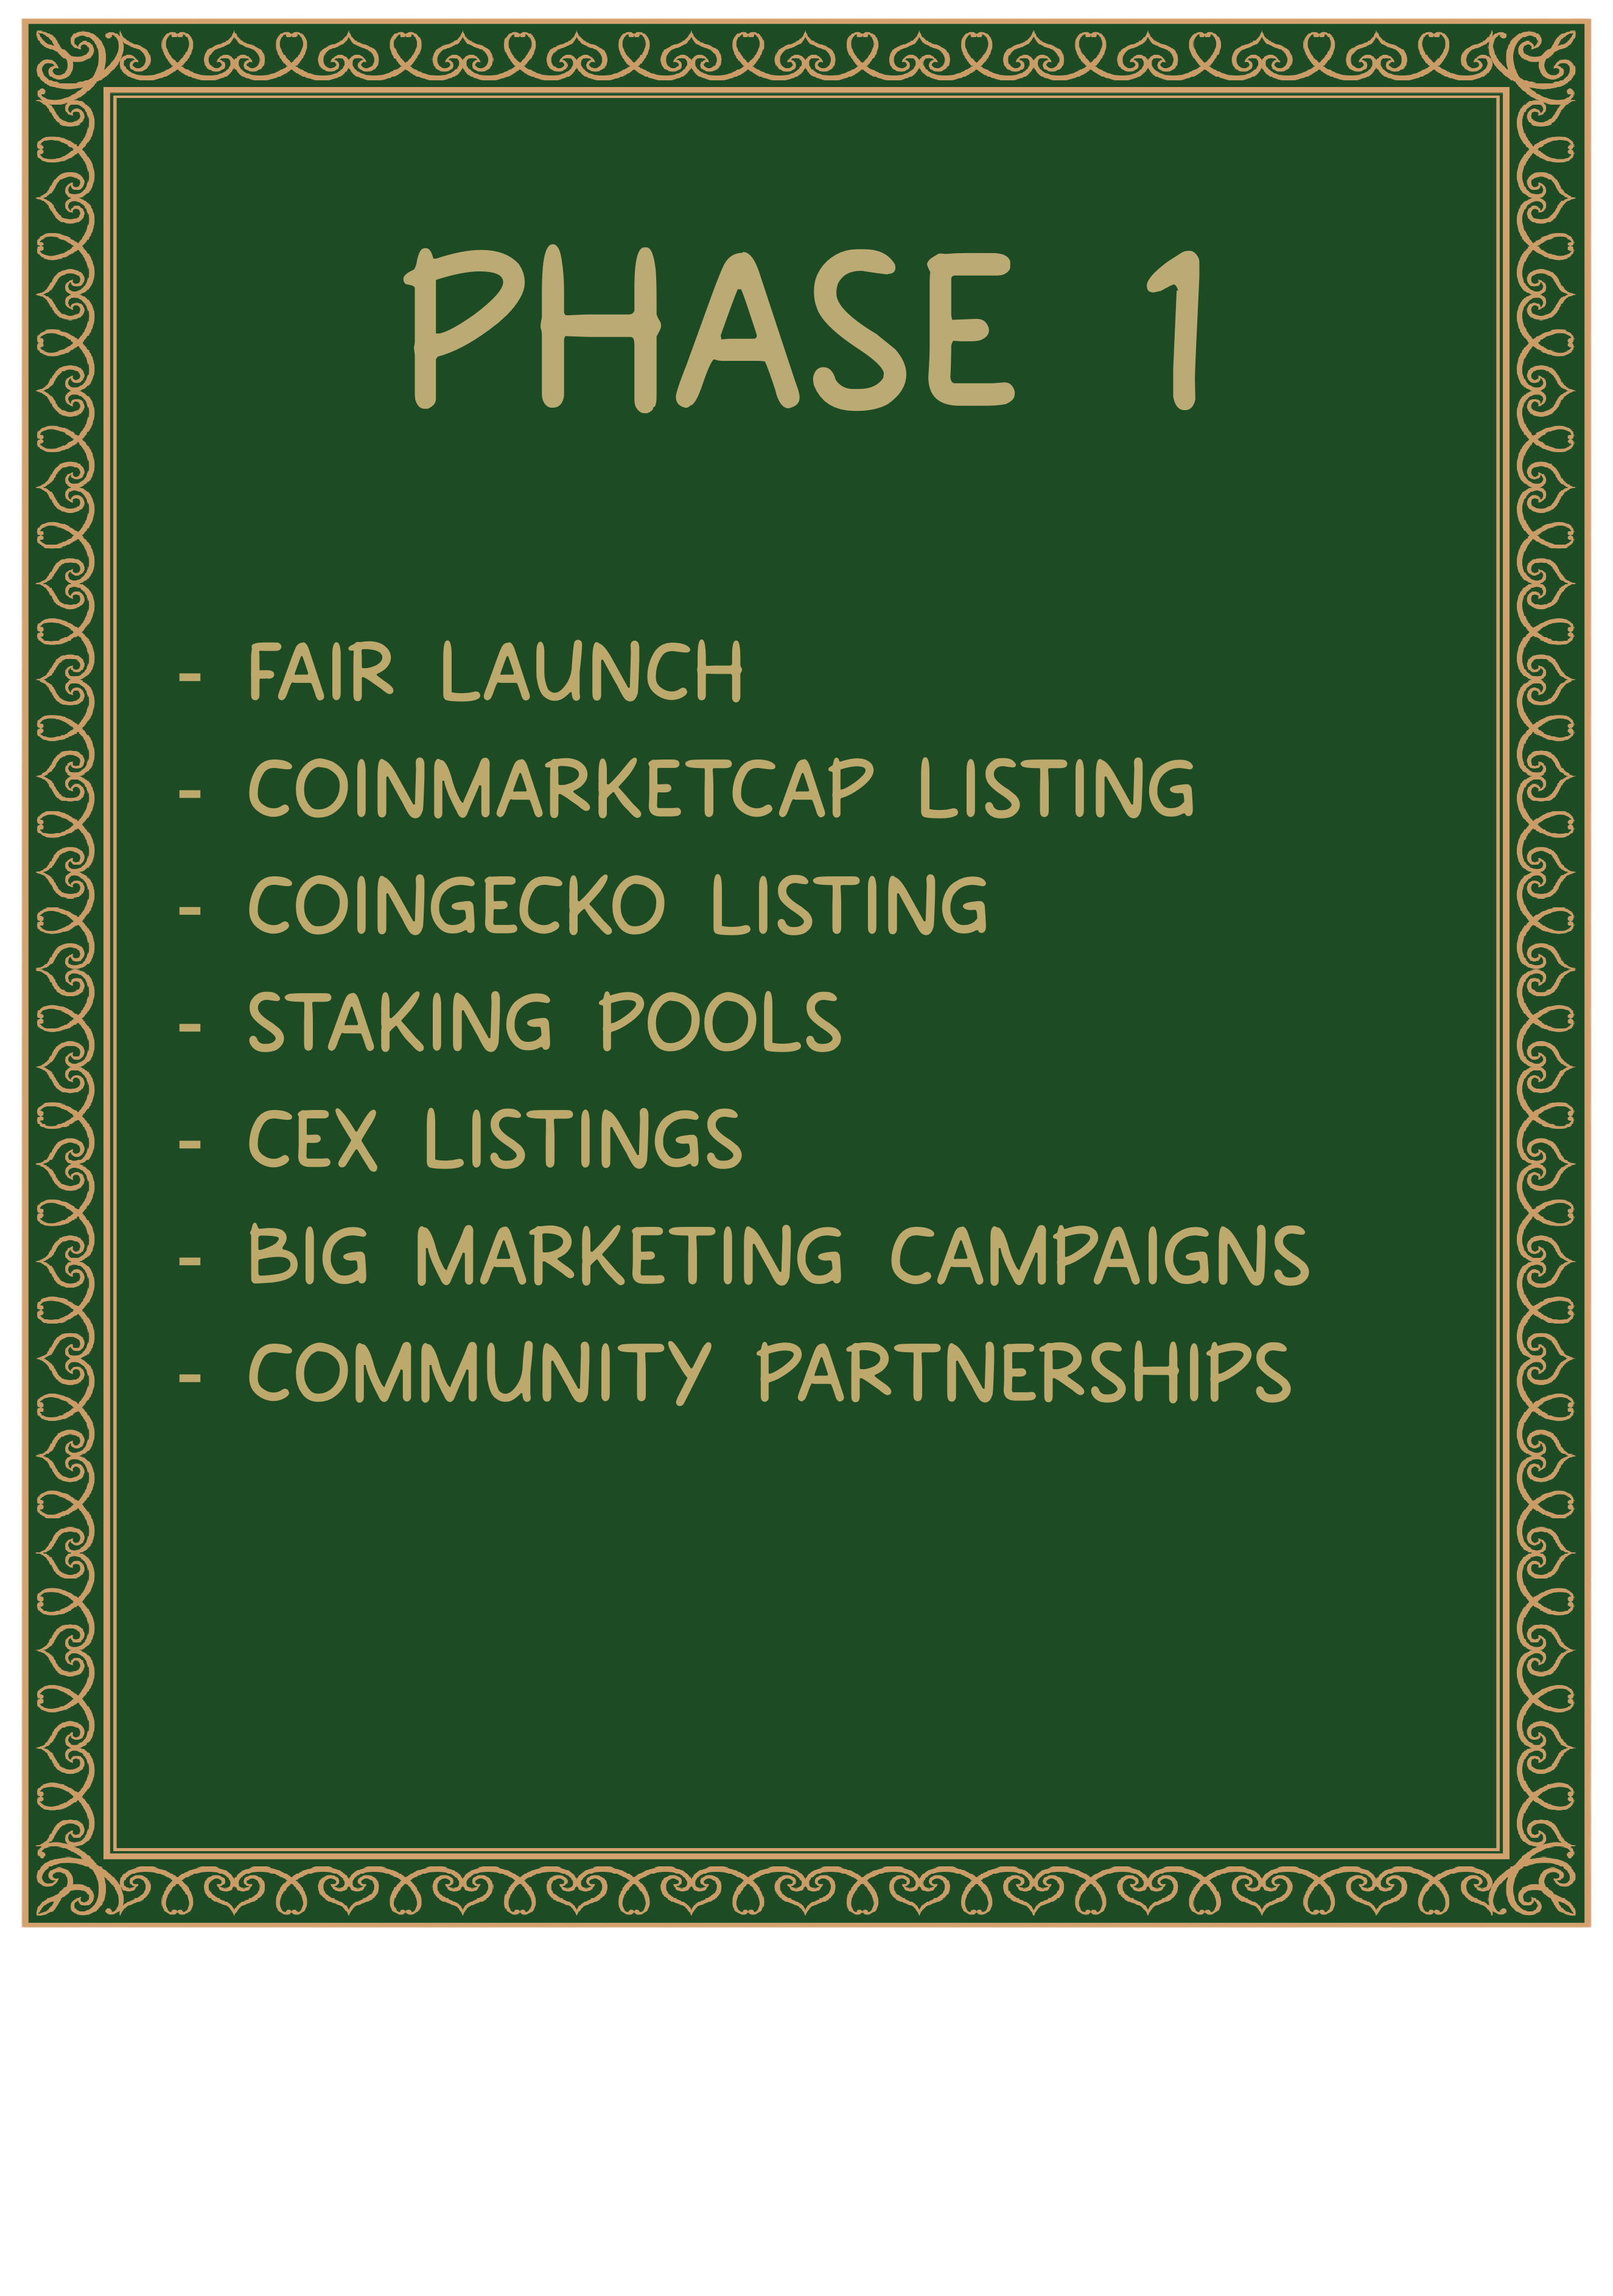 PHASE 1
- FAIR LAUNCH
- COINMARKETCAP LISTING
- COINGECKO LISTING
- STAKING POOLS
- CEX LISTINGS
- BIG MARKETING CAMPAIGNS
- COMMUNITY PARTNERSHIPS